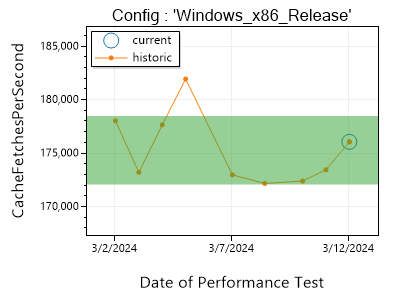 Config : 'Windows_x86_Release'
current
historic
CacheFetchesPerSecond
185,000
180,000
175,000
170,000
3/2/2024
3/7/2024
3/12/2024
Date of Performance Test